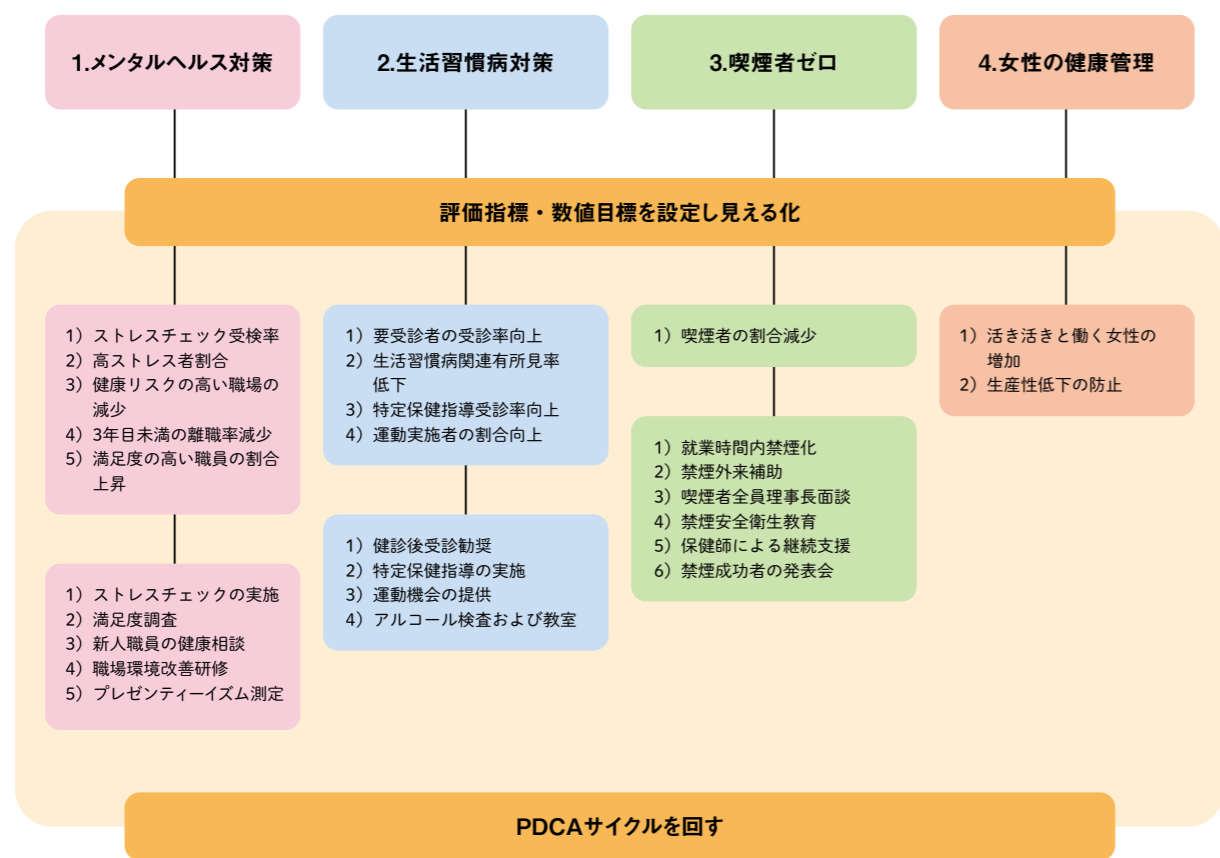 1.メンタルヘルス対策
2.生活習慣病対策
3.喫煙者ゼロ
4.女性の健康管理
評価指標・数値目標を設定し見える化
1）ストレスチェック受検率
2）高ストレス者割合
3）健康リスクの高い職場の
減少
4）3年目未満の離職率減少
5）満足度の高い職員の割合
上昇
1）ストレスチェックの実施
2）満足度調査
3）新人職員の健康相談
4）職場環境改善研修
5）プレゼンティーイズム測定
1）要受診者の受診率向上
2）生活習慣病関連有所見率
低下
3）特定保健指導受診率向上
4）運動実施者の割合向上
1）健診後受診勧奨
2）特定保健指導の実施
3）運動機会の提供
4）アルコール検査および教室
1）喫煙者の割合減少
1）就業時間内禁煙化
2）禁煙外来補助
3）喫煙者全員理事長面談
4）禁煙安全衛生教育
5）保健師による継続支援
6）禁煙成功者の発表会
1）活き活きと働く女性の
増加
2）生産性低下の防止
PDCAサイクルを回す